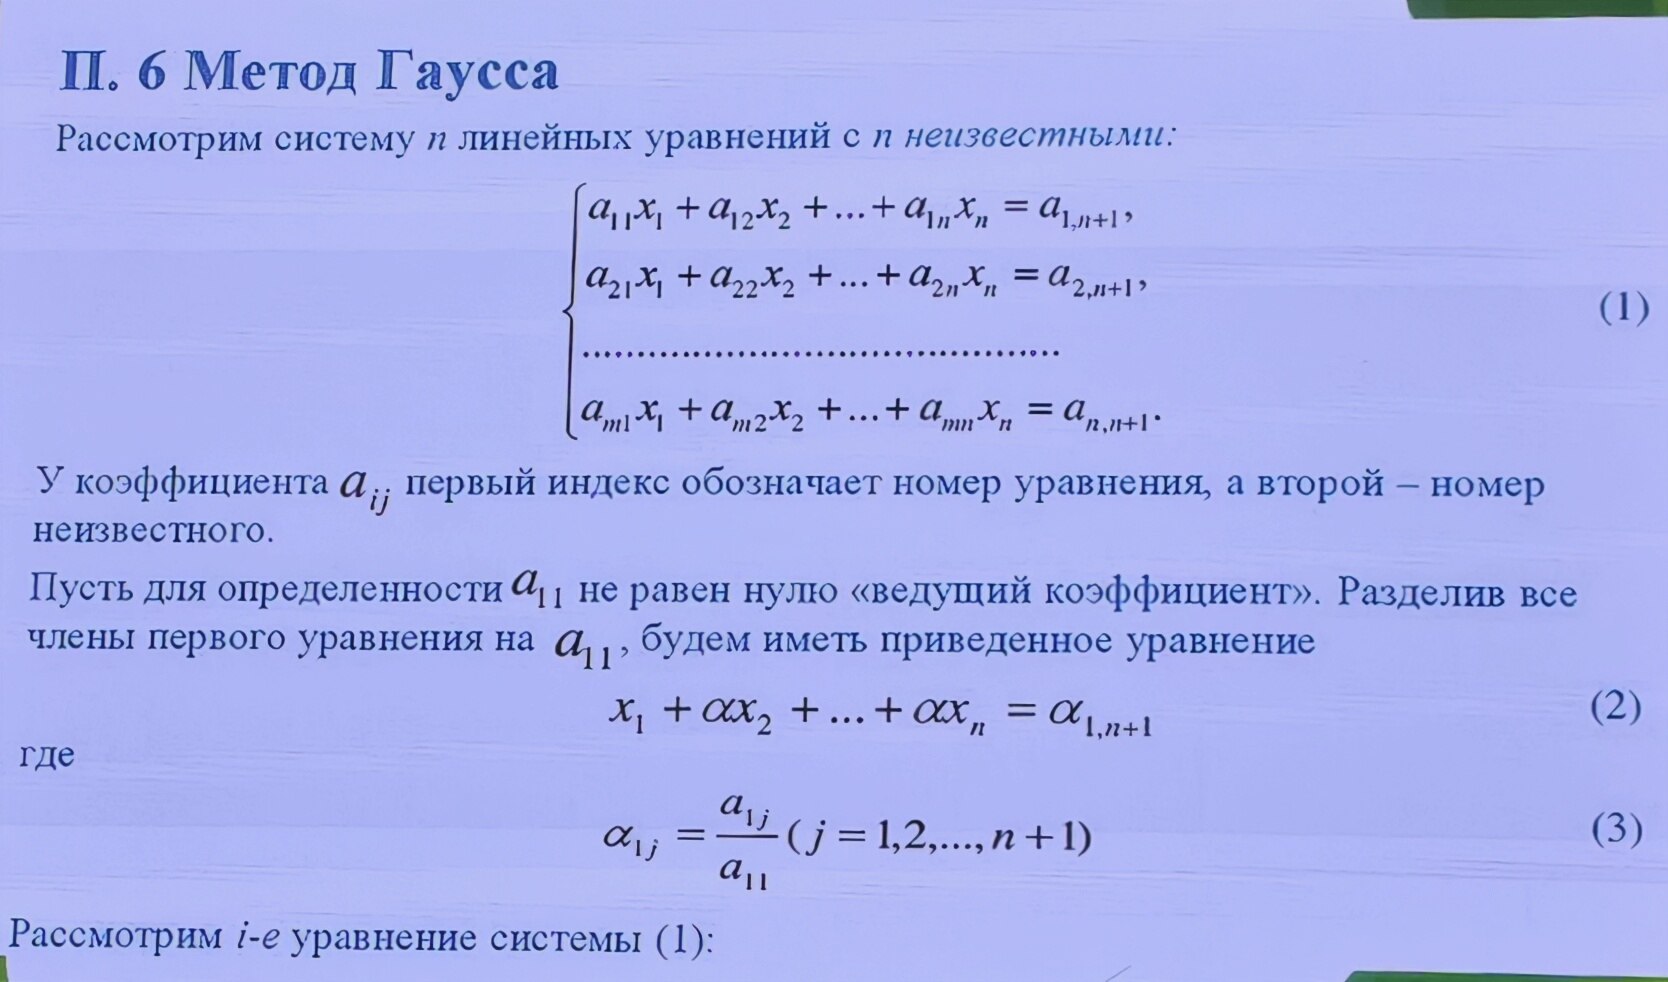 П. 6 Метод Гаусса
Рассмотрим систему n линейных уравнений с n неизвестными:
a₁₁x₁ + a₁₂x₂ + ... + a₁ₙxₙ = a₁,ₙ₊₁,
a₂₁x₁ + a₂₂x₂ + ... + a₂ₙxₙ = a₂,ₙ₊₁,
(1)
............................................
aₘ₁x₁ + aₘ₂x₂ + ... + aₘₙxₙ = aₙ,ₙ₊₁.
У коэффициента aᵢⱼ первый индекс обозначает номер уравнения, а второй – номер
неизвестного.
Пусть для определенности a₁₁ не равен нулю «ведущий коэффициент». Разделив все
члены первого уравнения на a₁₁, будем иметь приведенное уравнение
x₁ + αx₂ + ... + αxₙ = α₁,ₙ₊₁ (2)
где
α₁ⱼ = a₁ⱼ / a₁₁ ( j = 1,2,..., n + 1) (3)
Рассмотрим i-е уравнение системы (1):